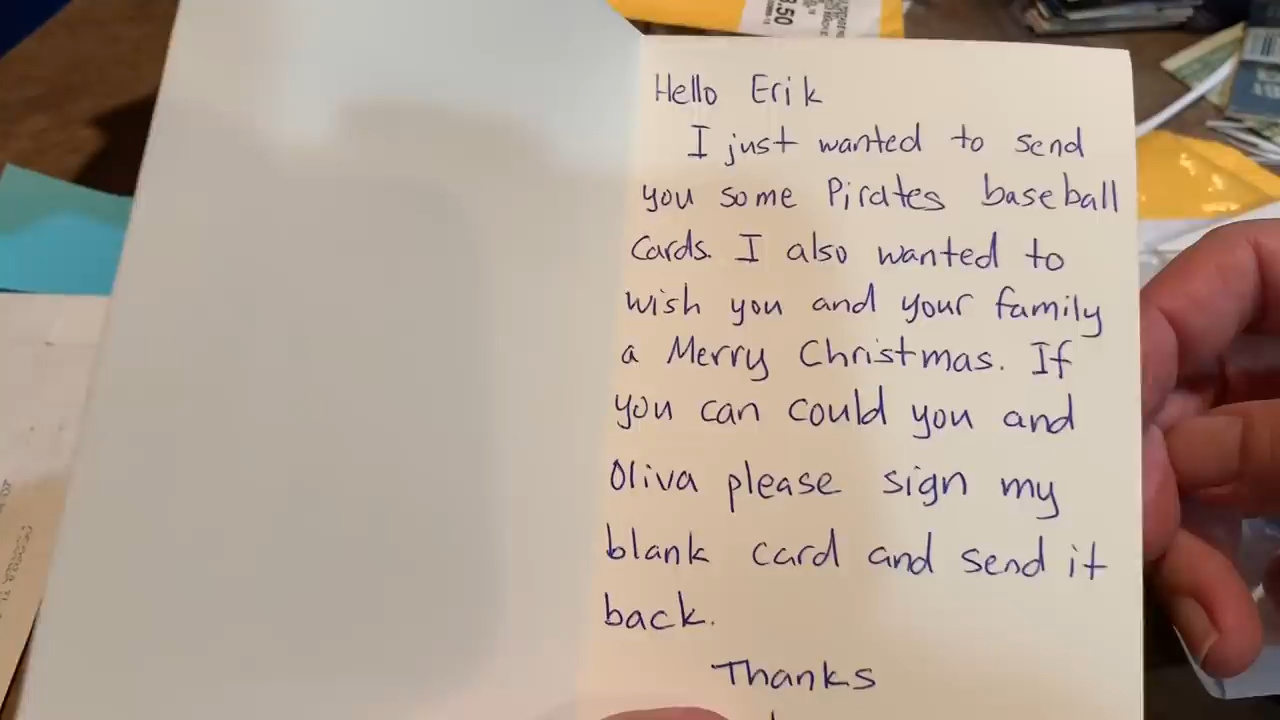 3.50
Hello Erik
I just wanted to send
you some Pirates baseball
Cards. I also wanted to
wish you and your family
a Merry Christmas. If
you can could you and
Oliva please sign my
blank card and send it
back.
Thanks